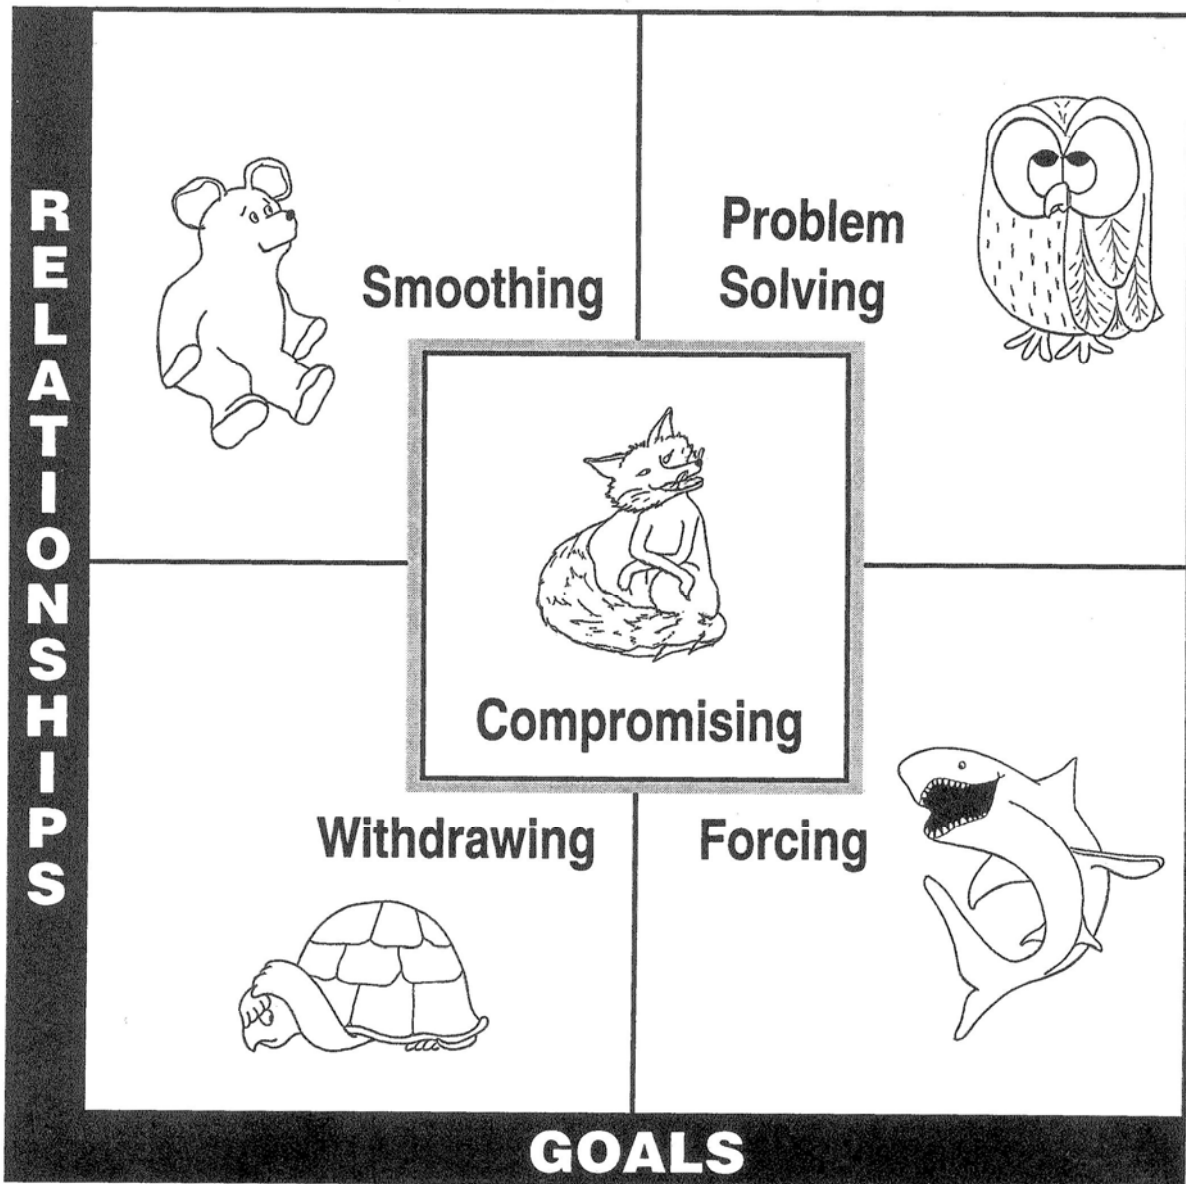 RELATIONSHIPS
Smoothing
Problem
Solving
Compromising
Withdrawing
Forcing
GOALS